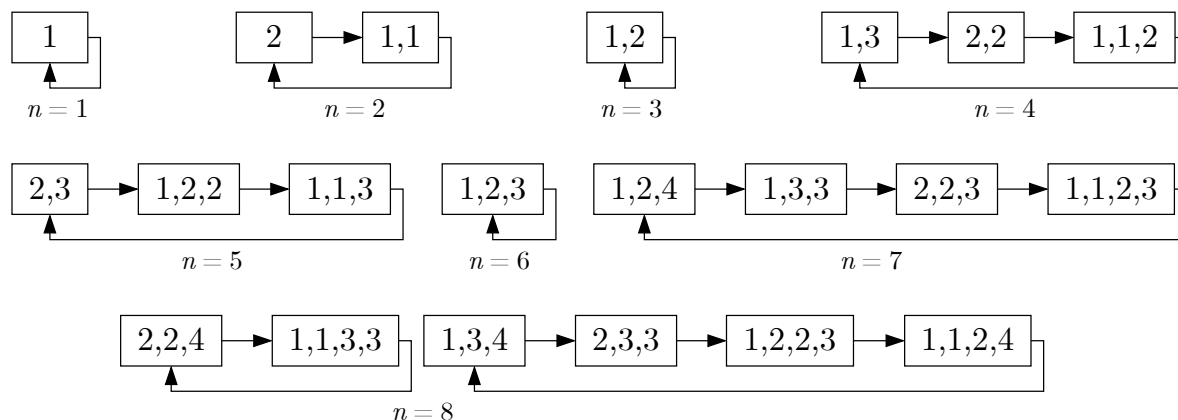 1 2 1,1 1,2 1,3 2,2 1,1,2
n = 1 n = 2 n = 3 n = 4
2,3 1,2,2 1,1,3 1,2,3 1,2,4 1,3,3 2,2,3 1,1,2,3
n = 5 n = 6 n = 7
2,2,4 1,1,3,3 1,3,4 2,3,3 1,2,2,3 1,1,2,4
n = 8